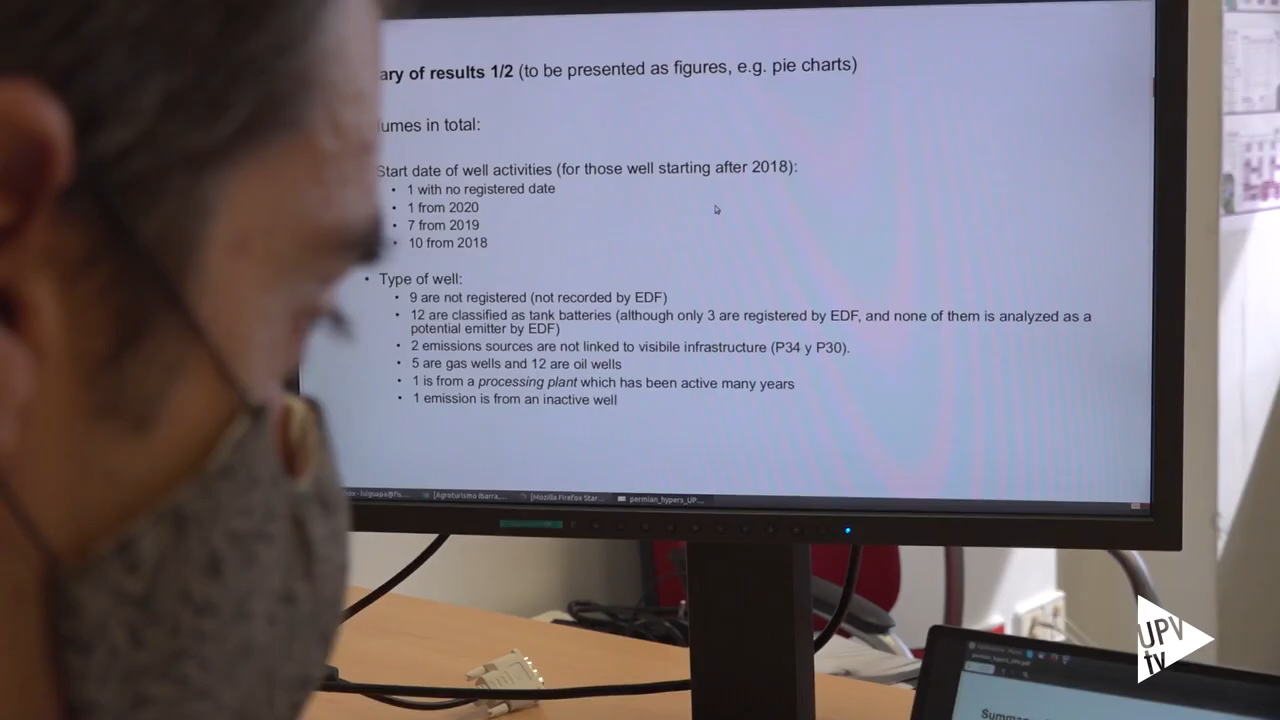 ary of results 1/2 (to be presented as figures, e.g. pie charts)
lumes in total:
Start date of well activities (for those well starting after 2018):
• 1 with no registered date
• 1 from 2020
• 7 from 2019
• 10 from 2018
• Type of well:
• 9 are not registered (not recorded by EDF)
• 12 are classified as tank batteries (although only 3 are registered by EDF, and none of them is analyzed as a
potential emitter by EDF)
• 2 emissions sources are not linked to visibile infrastructure (P34 y P30).
• 5 are gas wells and 12 are oil wells
• 1 is from a processing plant which has been active many years
• 1 emission is from an inactive well
[Agroturismo Ibarra,... [Mozilla Firefox Star... permian_hypers_UP...
UPV
tv
Summa